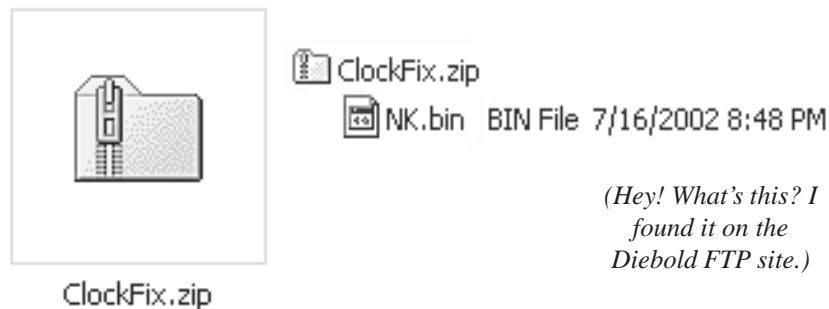 ClockFix.zip
NK.bin BIN File 7/16/2002 8:48 PM
(Hey! What’s this? I
found it on the
Diebold FTP site.)
ClockFix.zip